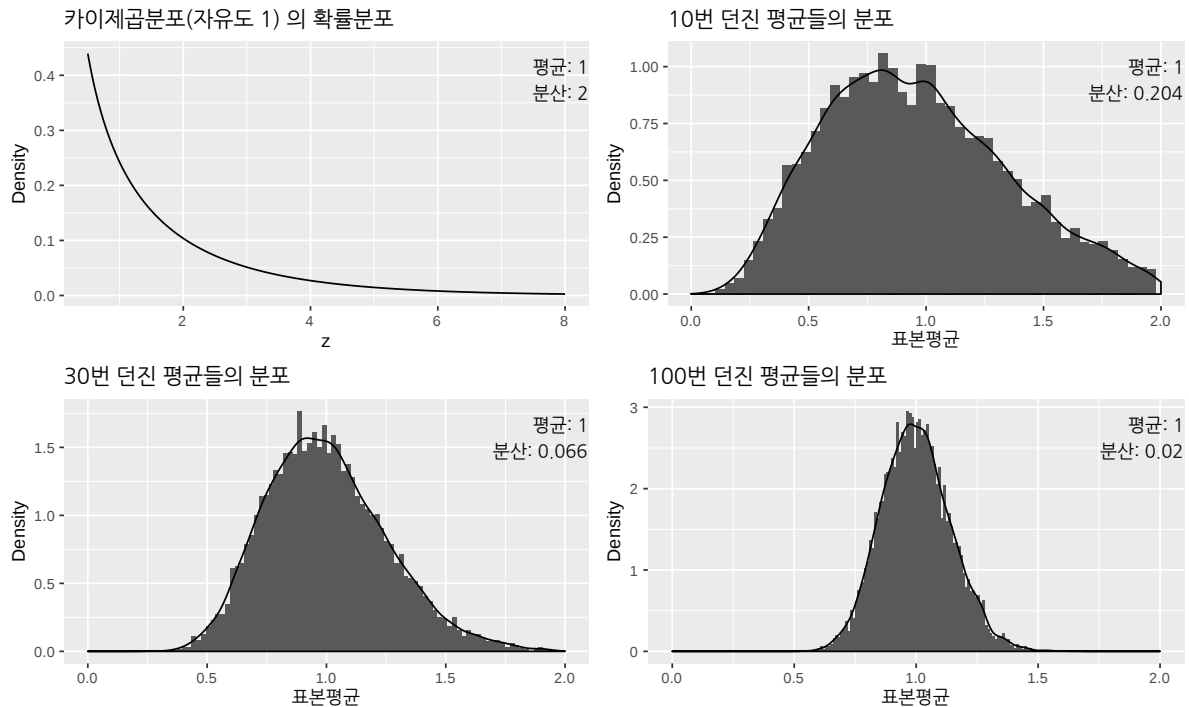 카이제곱분포(자유도 1) 의 확률분포
평균: 1
분산: 2
Density
0.4
0.3
0.2
0.1
0.0
2 4 6 8
z
10번 던진 평균들의 분포
평균: 1
분산: 0.204
Density
1.00
0.75
0.50
0.25
0.00
0.0 0.5 1.0 1.5 2.0
표본평균
30번 던진 평균들의 분포
평균: 1
분산: 0.066
Density
1.5
1.0
0.5
0.0
0.0 0.5 1.0 1.5 2.0
표본평균
100번 던진 평균들의 분포
평균: 1
분산: 0.02
Density
3
2
1
0
0.0 0.5 1.0 1.5 2.0
표본평균